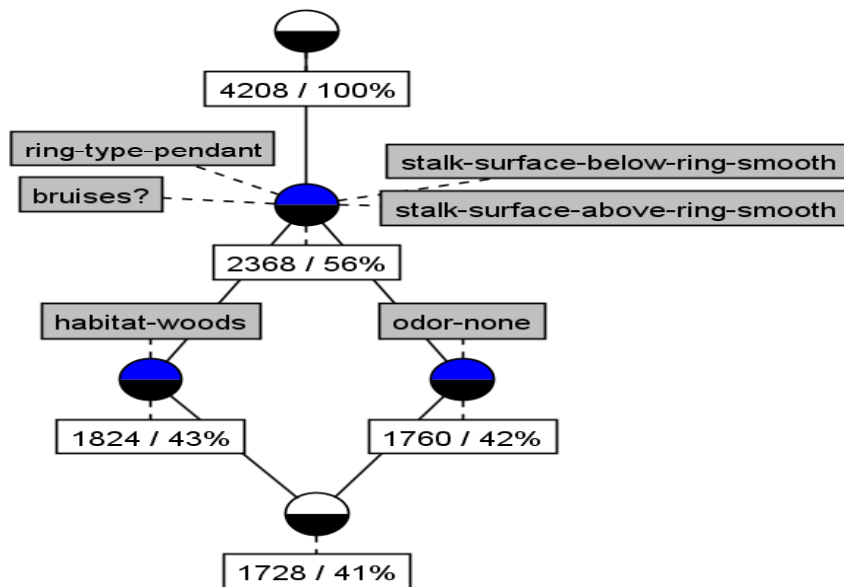 4208 / 100%
ring-type-pendant
stalk-surface-below-ring-smooth
bruises?
stalk-surface-above-ring-smooth
2368 / 56%
habitat-woods
odor-none
1824 / 43%
1760 / 42%
1728 / 41%